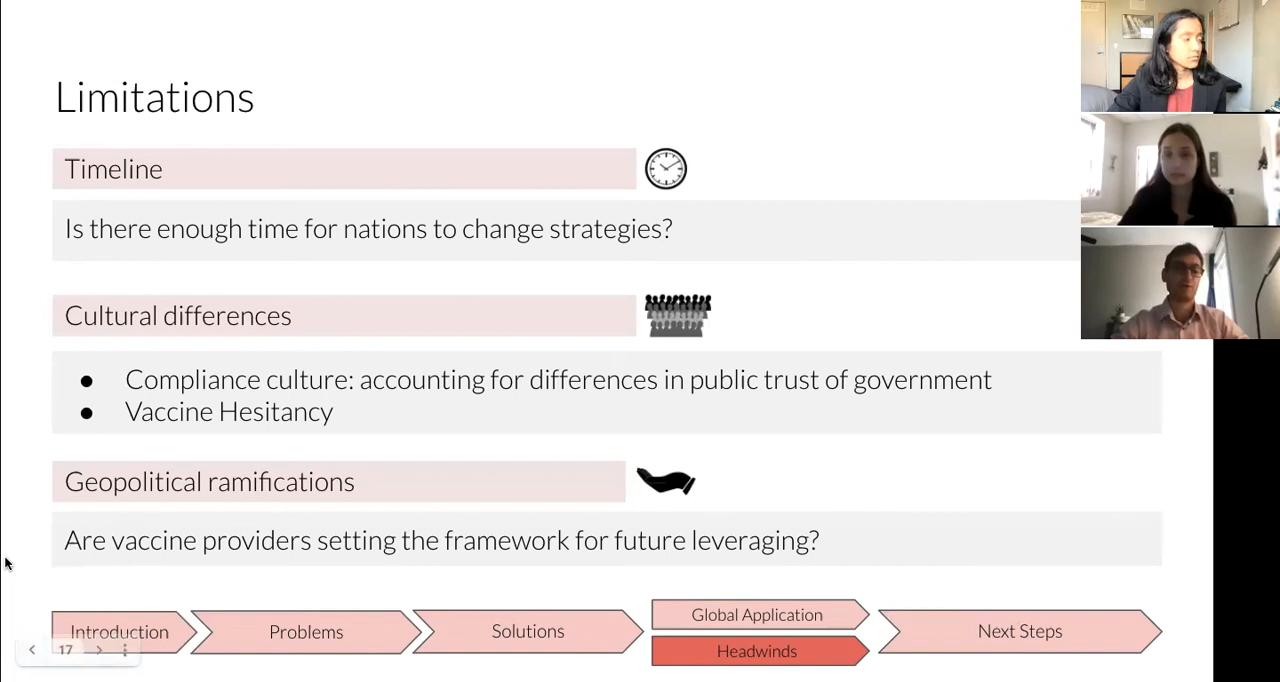 Limitations
Timeline
Is there enough time for nations to change strategies?
Cultural differences
● Compliance culture: accounting for differences in public trust of government
● Vaccine Hesitancy
Geopolitical ramifications
Are vaccine providers setting the framework for future leveraging?
Introduction
Problems
Solutions
Global Application
Headwinds
Next Steps
17